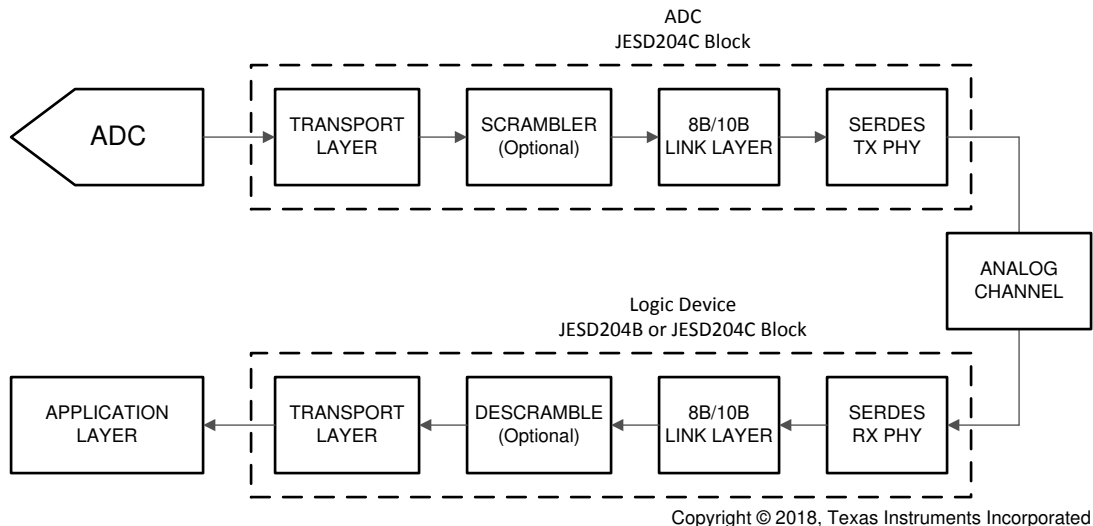 ADC
JESD204C Block
ADC
TRANSPORT
LAYER
SCRAMBLER
(Optional)
8B/10B
LINK LAYER
SERDES
TX PHY
ANALOG
CHANNEL
Logic Device
JESD204B or JESD204C Block
APPLICATION
LAYER
TRANSPORT
LAYER
DESCRAMBLE
(Optional)
8B/10B
LINK LAYER
SERDES
RX PHY
Copyright © 2018, Texas Instruments Incorporated